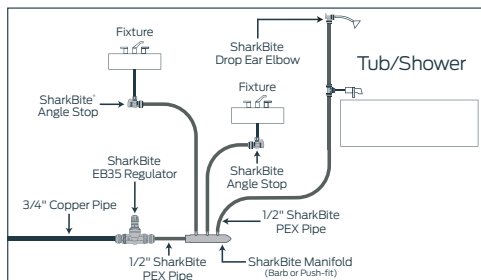 Fixture
SharkBite®
Angle Stop
SharkBite
Drop Ear Elbow
Tub/Shower
Fixture
SharkBite
Angle Stop
SharkBite
EB35 Regulator
3/4" Copper Pipe
1/2" SharkBite
PEX Pipe
1/2" SharkBite
PEX Pipe
SharkBite Manifold
(Barb or Push-fit)